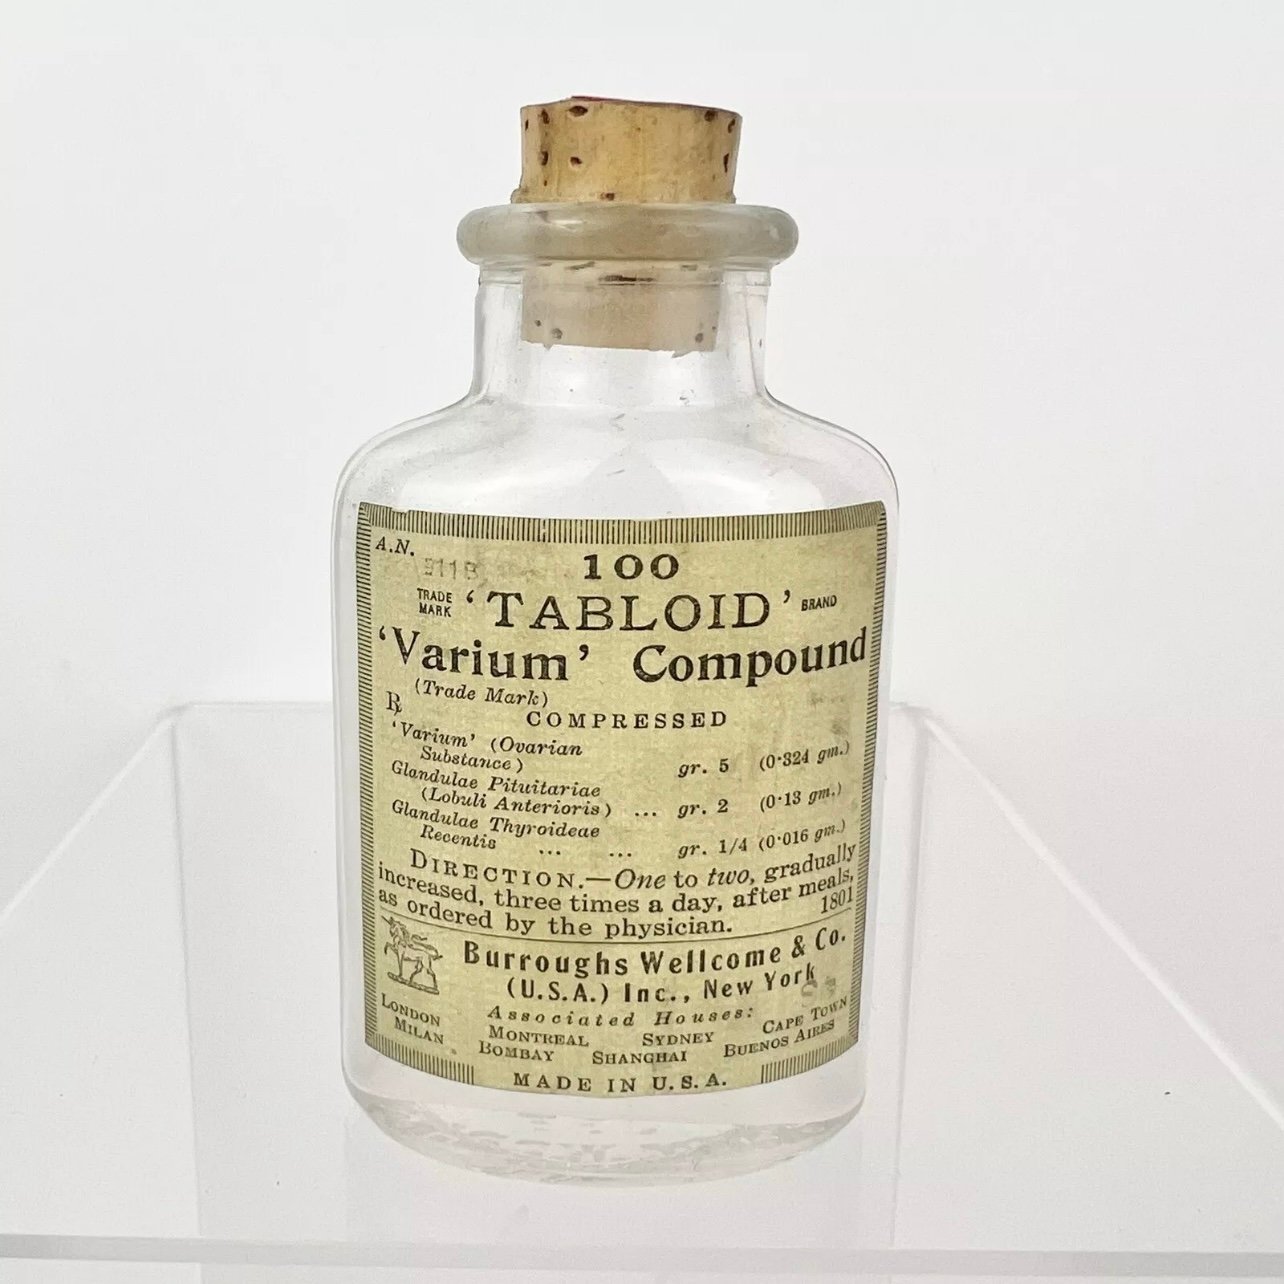 A.N.
100
TRADE MARK 'TABLOID' BRAND
'Varium' Compound
(Trade Mark)
℞ COMPRESSED
'Varium' (Ovarian
Substance) gr. 5 (0·324 gm.)
Glandulae Pituitariae
(Lobuli Anterioris) ... gr. 2 (0·13 gm.)
Glandulae Thyroideae
Recentis ... ... gr. 1/4 (0·016 gm.)
DIRECTION.—One to two, gradually
increased, three times a day, after meals,
as ordered by the physician. 1801
Burroughs Wellcome & Co.
(U.S.A.) Inc., New York
Associated Houses:
LONDON MONTREAL SYDNEY CAPE TOWN
MILAN BOMBAY SHANGHAI BUENOS AIRES
MADE IN U.S.A.